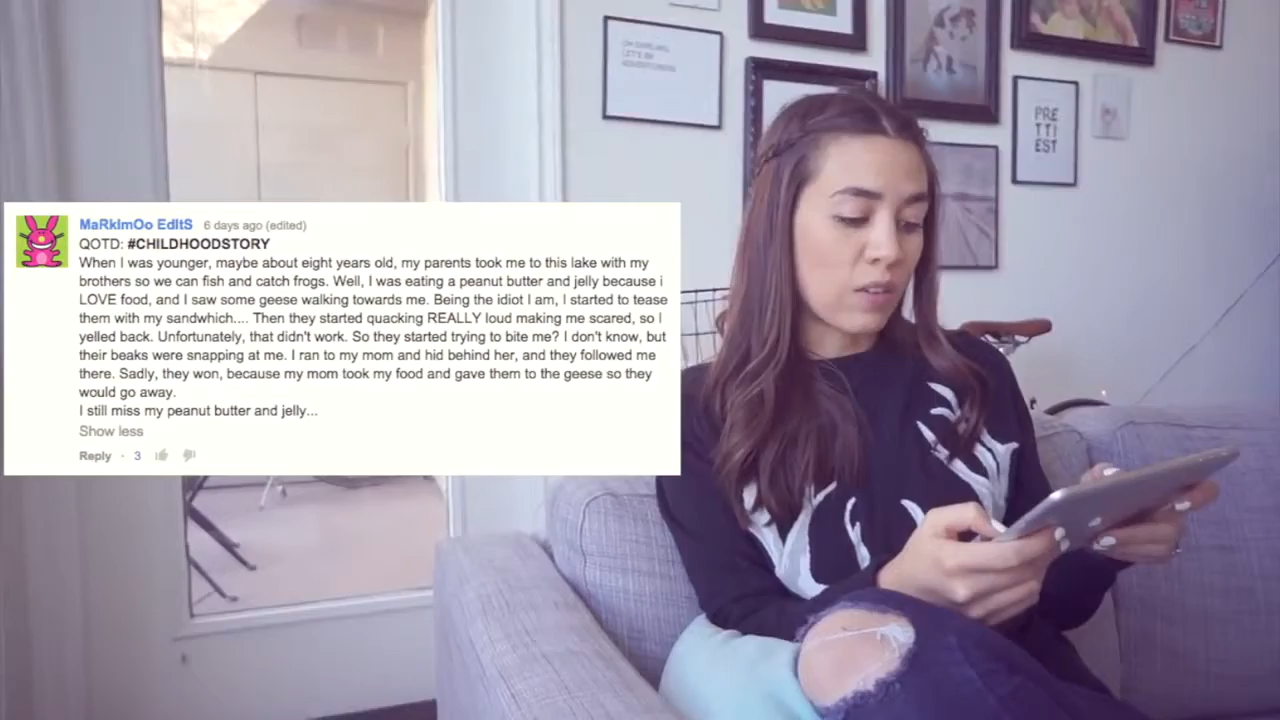 MaRkImOo EdItS 6 days ago (edited)
QOTD: #CHILDHOODSTORY
When I was younger, maybe about eight years old, my parents took me to this lake with my
brothers so we can fish and catch frogs. Well, I was eating a peanut butter and jelly because i
LOVE food, and I saw some geese walking towards me. Being the idiot I am, I started to tease
them with my sandwhich.... Then they started quacking REALLY loud making me scared, so I
yelled back. Unfortunately, that didn't work. So they started trying to bite me? I don't know, but
their beaks were snapping at me. I ran to my mom and hid behind her, and they followed me
there. Sadly, they won, because my mom took my food and gave them to the geese so they
would go away.
I still miss my peanut butter and jelly...
Show less
Reply · 3
OH DARLING,
LET'S BE
ADVENTURERS
PRE
TTI
EST